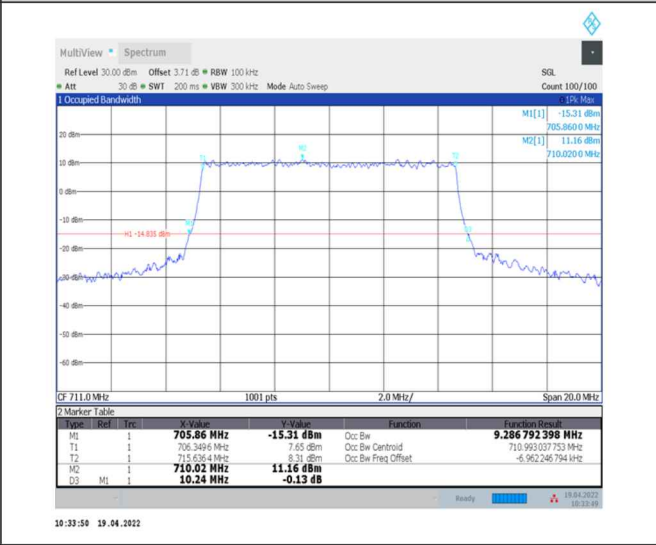 MultiView Spectrum
Ref Level 30.00 dBm Offset 3.71 dB RBW 100 kHz SGL
Att 30 dB SWT 200 ms VBW 300 kHz Mode Auto Sweep Count 100/100
1 Occupied Bandwidth 1Pk Max
M1[1] -15.31 dBm
705.8600 MHz
M2[1] 11.16 dBm
710.0200 MHz
20 dBm
T1 M2 T2
10 dBm
0 dBm
-10 dBm
M1
H1 -14.835 dBm
-20 dBm
-30 dBm
-40 dBm
-50 dBm
-60 dBm
CF 711.0 MHz 1001 pts 2.0 MHz/ Span 20.0 MHz
2 Marker Table
Type Ref Trc X-Value Y-Value Function Function Result
M1 1 705.86 MHz -15.31 dBm Occ Bw 9.286 792 398 MHz
T1 1 706.3496 MHz 7.65 dBm Occ Bw Centroid 710.993 037 753 MHz
T2 1 715.6364 MHz 8.31 dBm Occ Bw Freq Offset -6.962 246 794 kHz
M2 1 710.02 MHz 11.16 dBm
D3 M1 1 10.24 MHz -0.13 dB
Ready 19.04.2022
10:33:49
10:33:50 19.04.2022